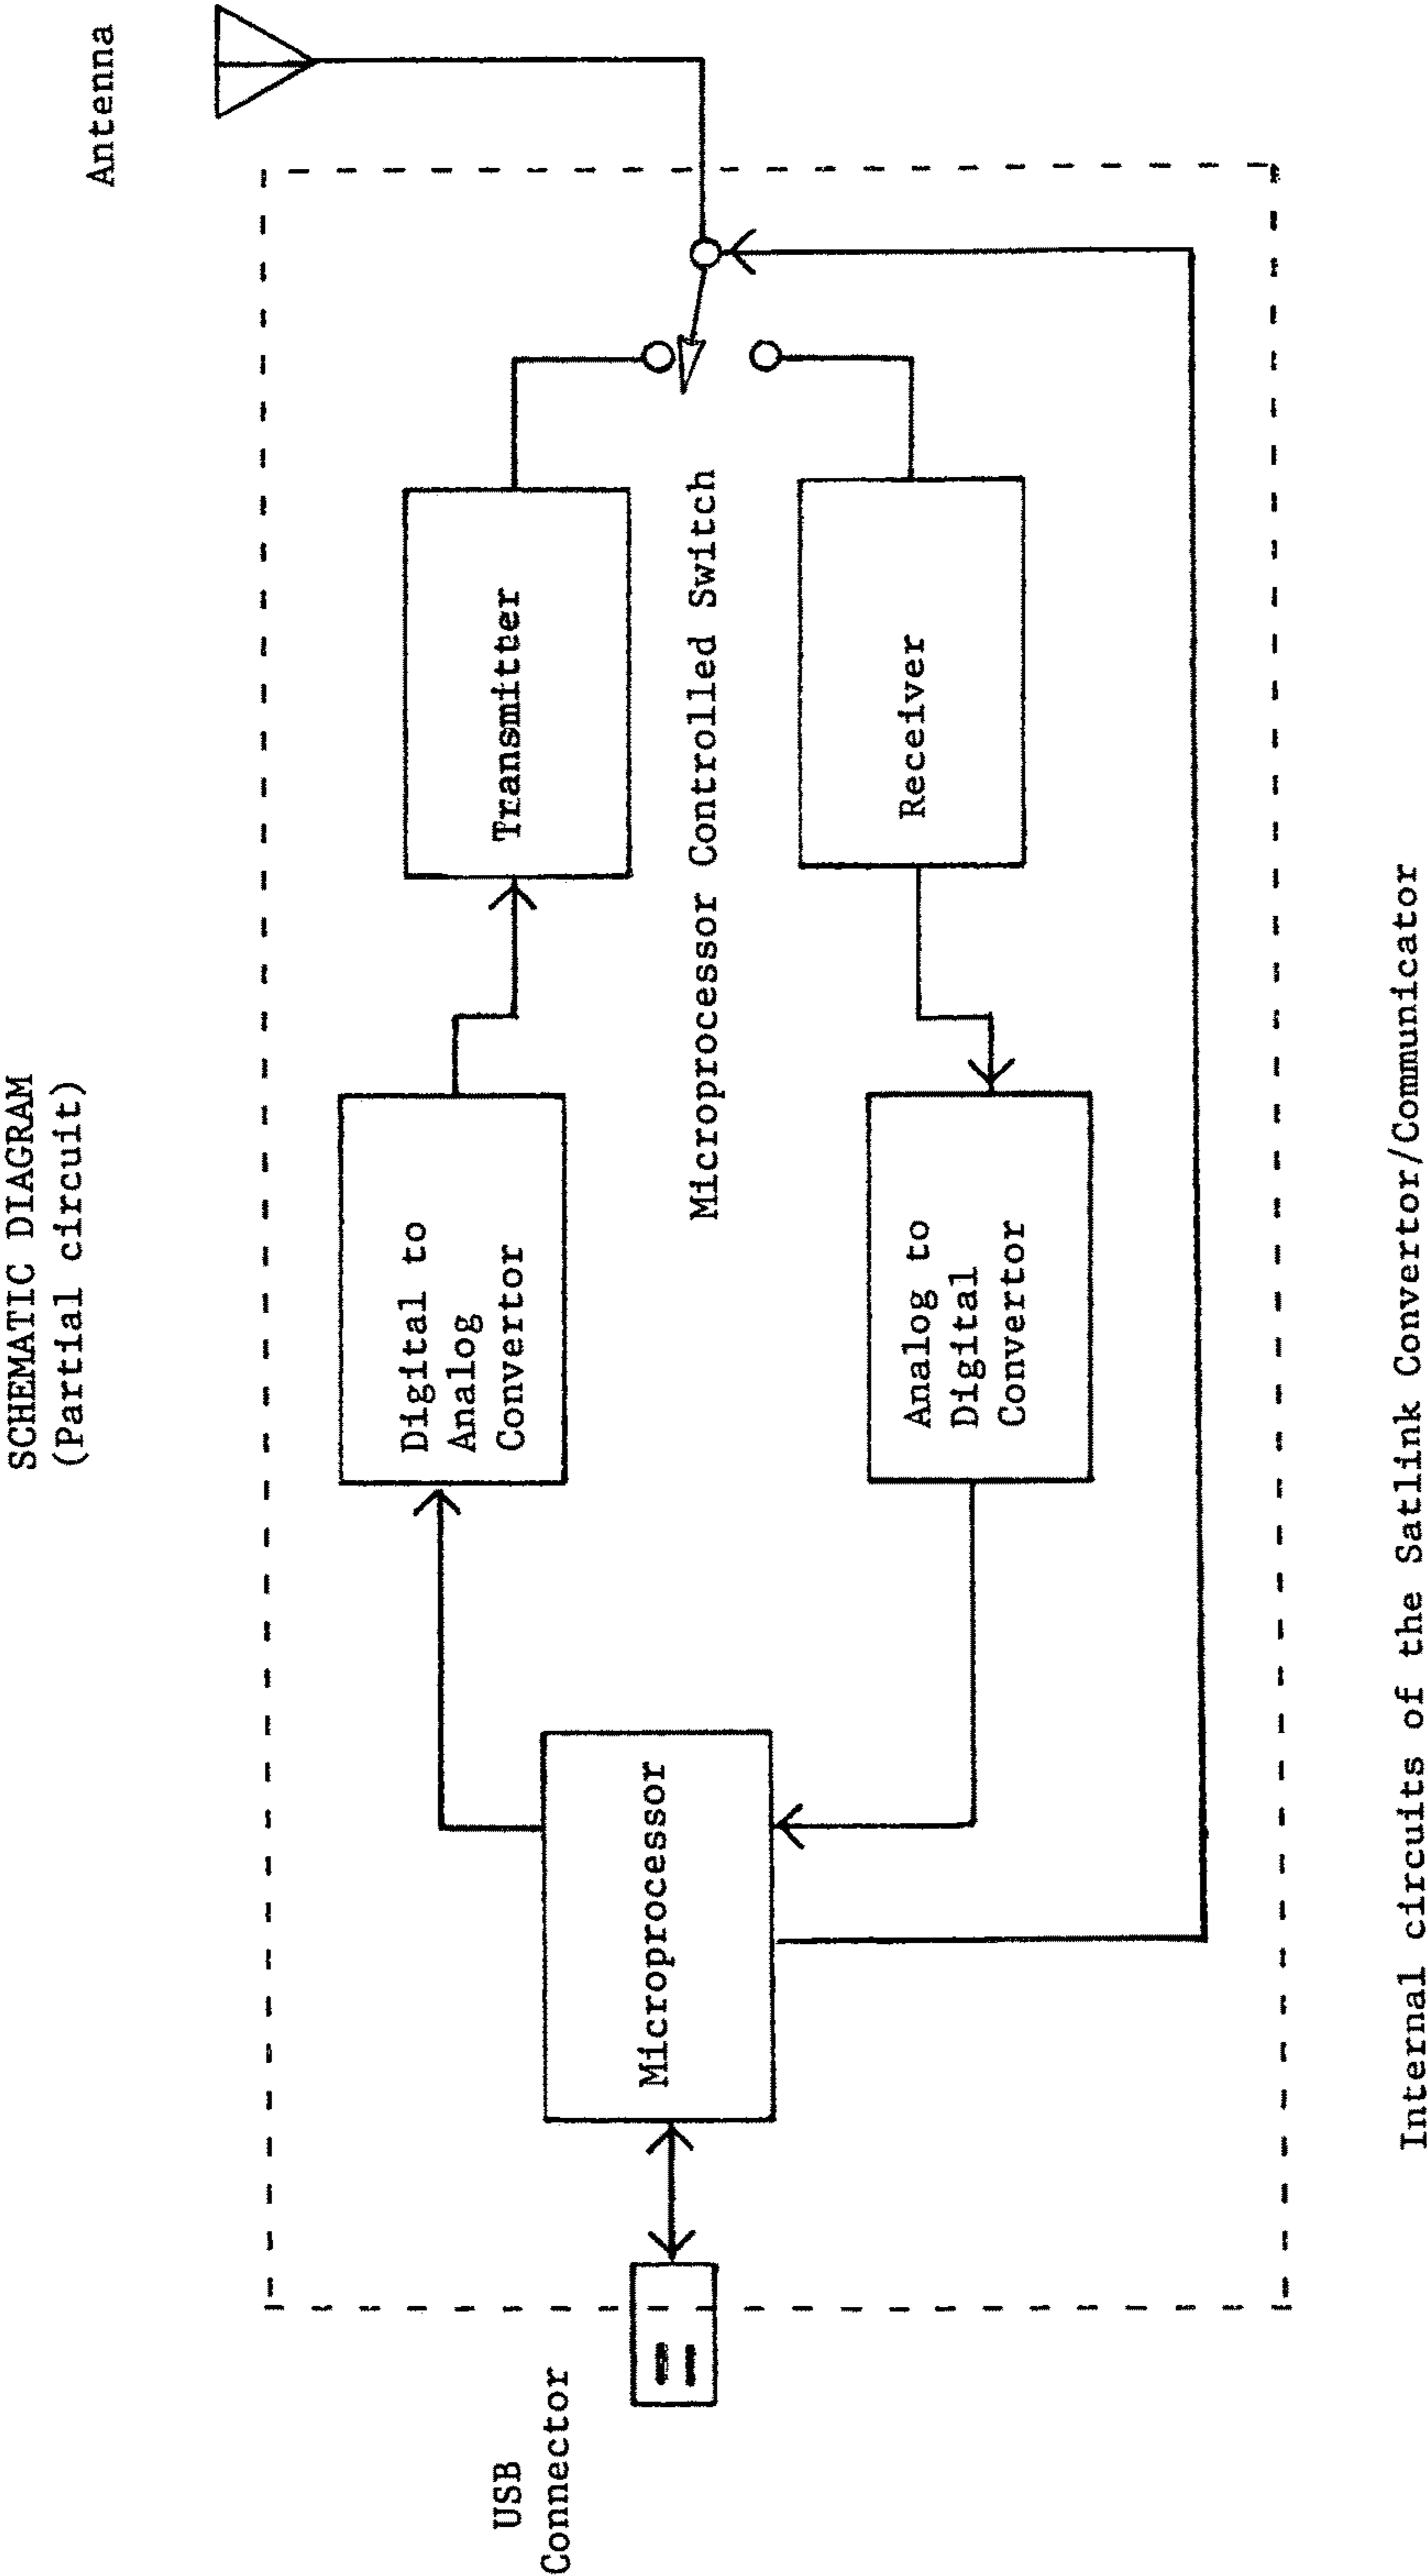 SCHEMATIC DIAGRAM
(Partial circuit)
Antenna
USB
Connector
Microprocessor
Digital to
Analog
Convertor
Transmitter
Microprocessor Controlled Switch
Analog to
Digital
Convertor
Receiver
Internal circuits of the Satlink Convertor/Communicator